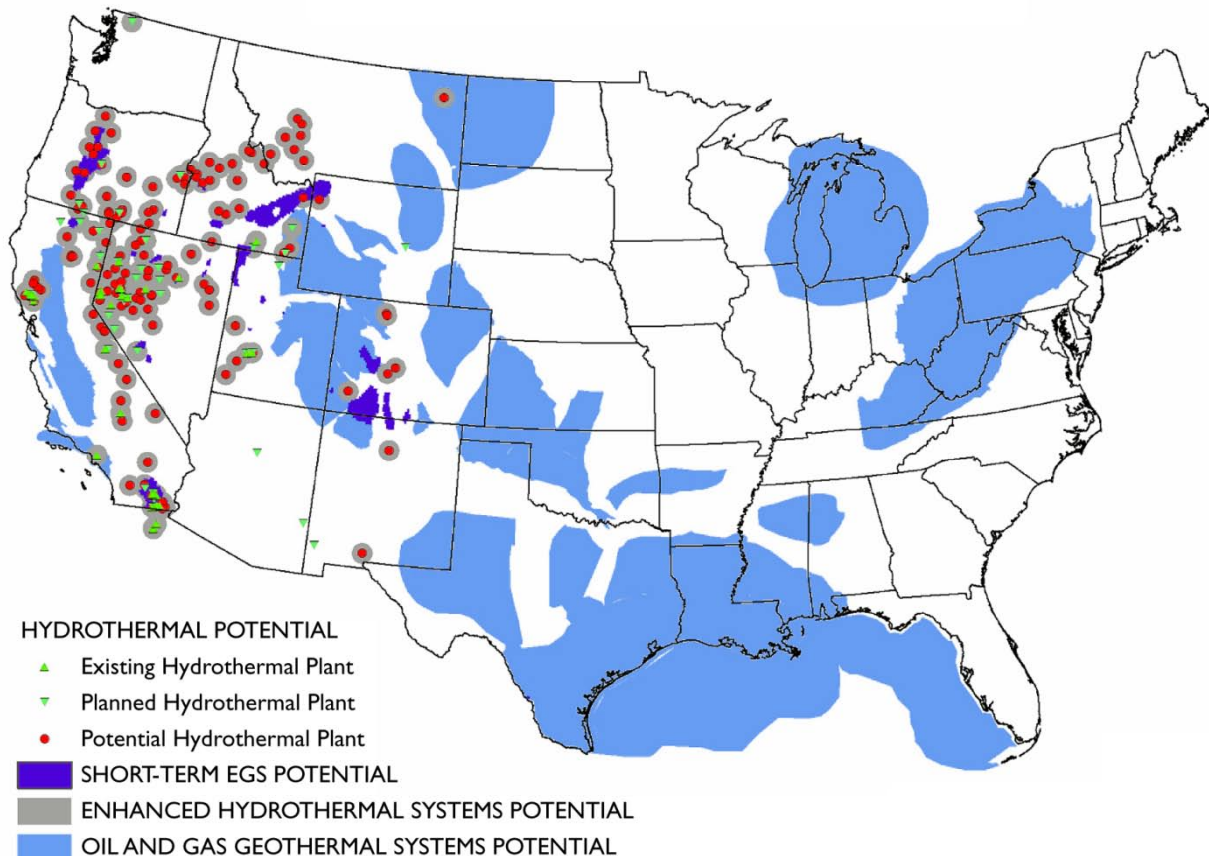 HYDROTHERMAL POTENTIAL
Existing Hydrothermal Plant
Planned Hydrothermal Plant
Potential Hydrothermal Plant
SHORT-TERM EGS POTENTIAL
ENHANCED HYDROTHERMAL SYSTEMS POTENTIAL
OIL AND GAS GEOTHERMAL SYSTEMS POTENTIAL